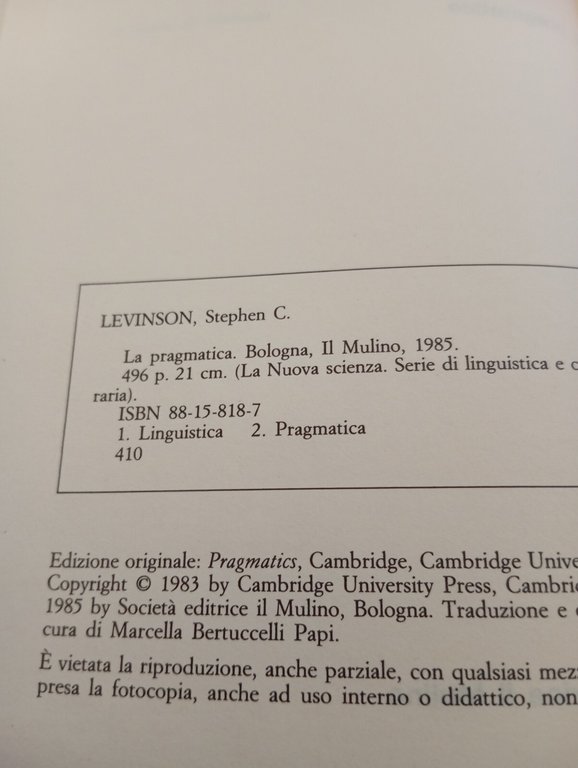 LEVINSON, Stephen C.
La pragmatica. Bologna, Il Mulino, 1985.
496 p. 21 cm. (La Nuova scienza. Serie di linguistica e c
raria).
ISBN 88-15-818-7
1. Linguistica 2. Pragmatica
410
Edizione originale: Pragmatics, Cambridge, Cambridge Unive
Copyright © 1983 by Cambridge University Press, Cambri
1985 by Società editrice il Mulino, Bologna. Traduzione e
cura di Marcella Bertuccelli Papi.
È vietata la riproduzione, anche parziale, con qualsiasi mez
presa la fotocopia, anche ad uso interno o didattico, non